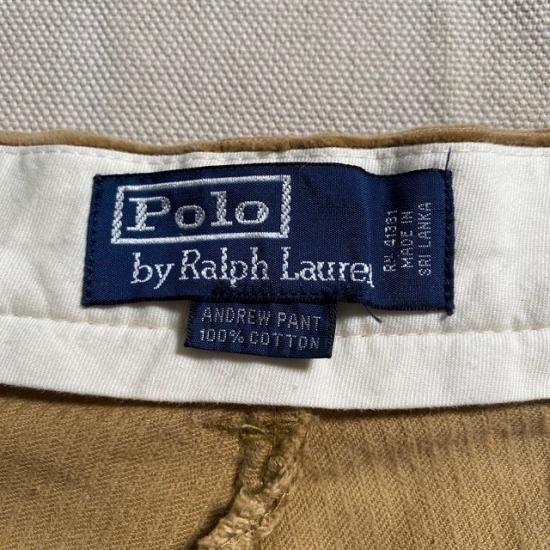 Polo
by Ralph Lauren
RN 41381
MADE IN
SRI LANKA
ANDREW PANT
100% COTTON